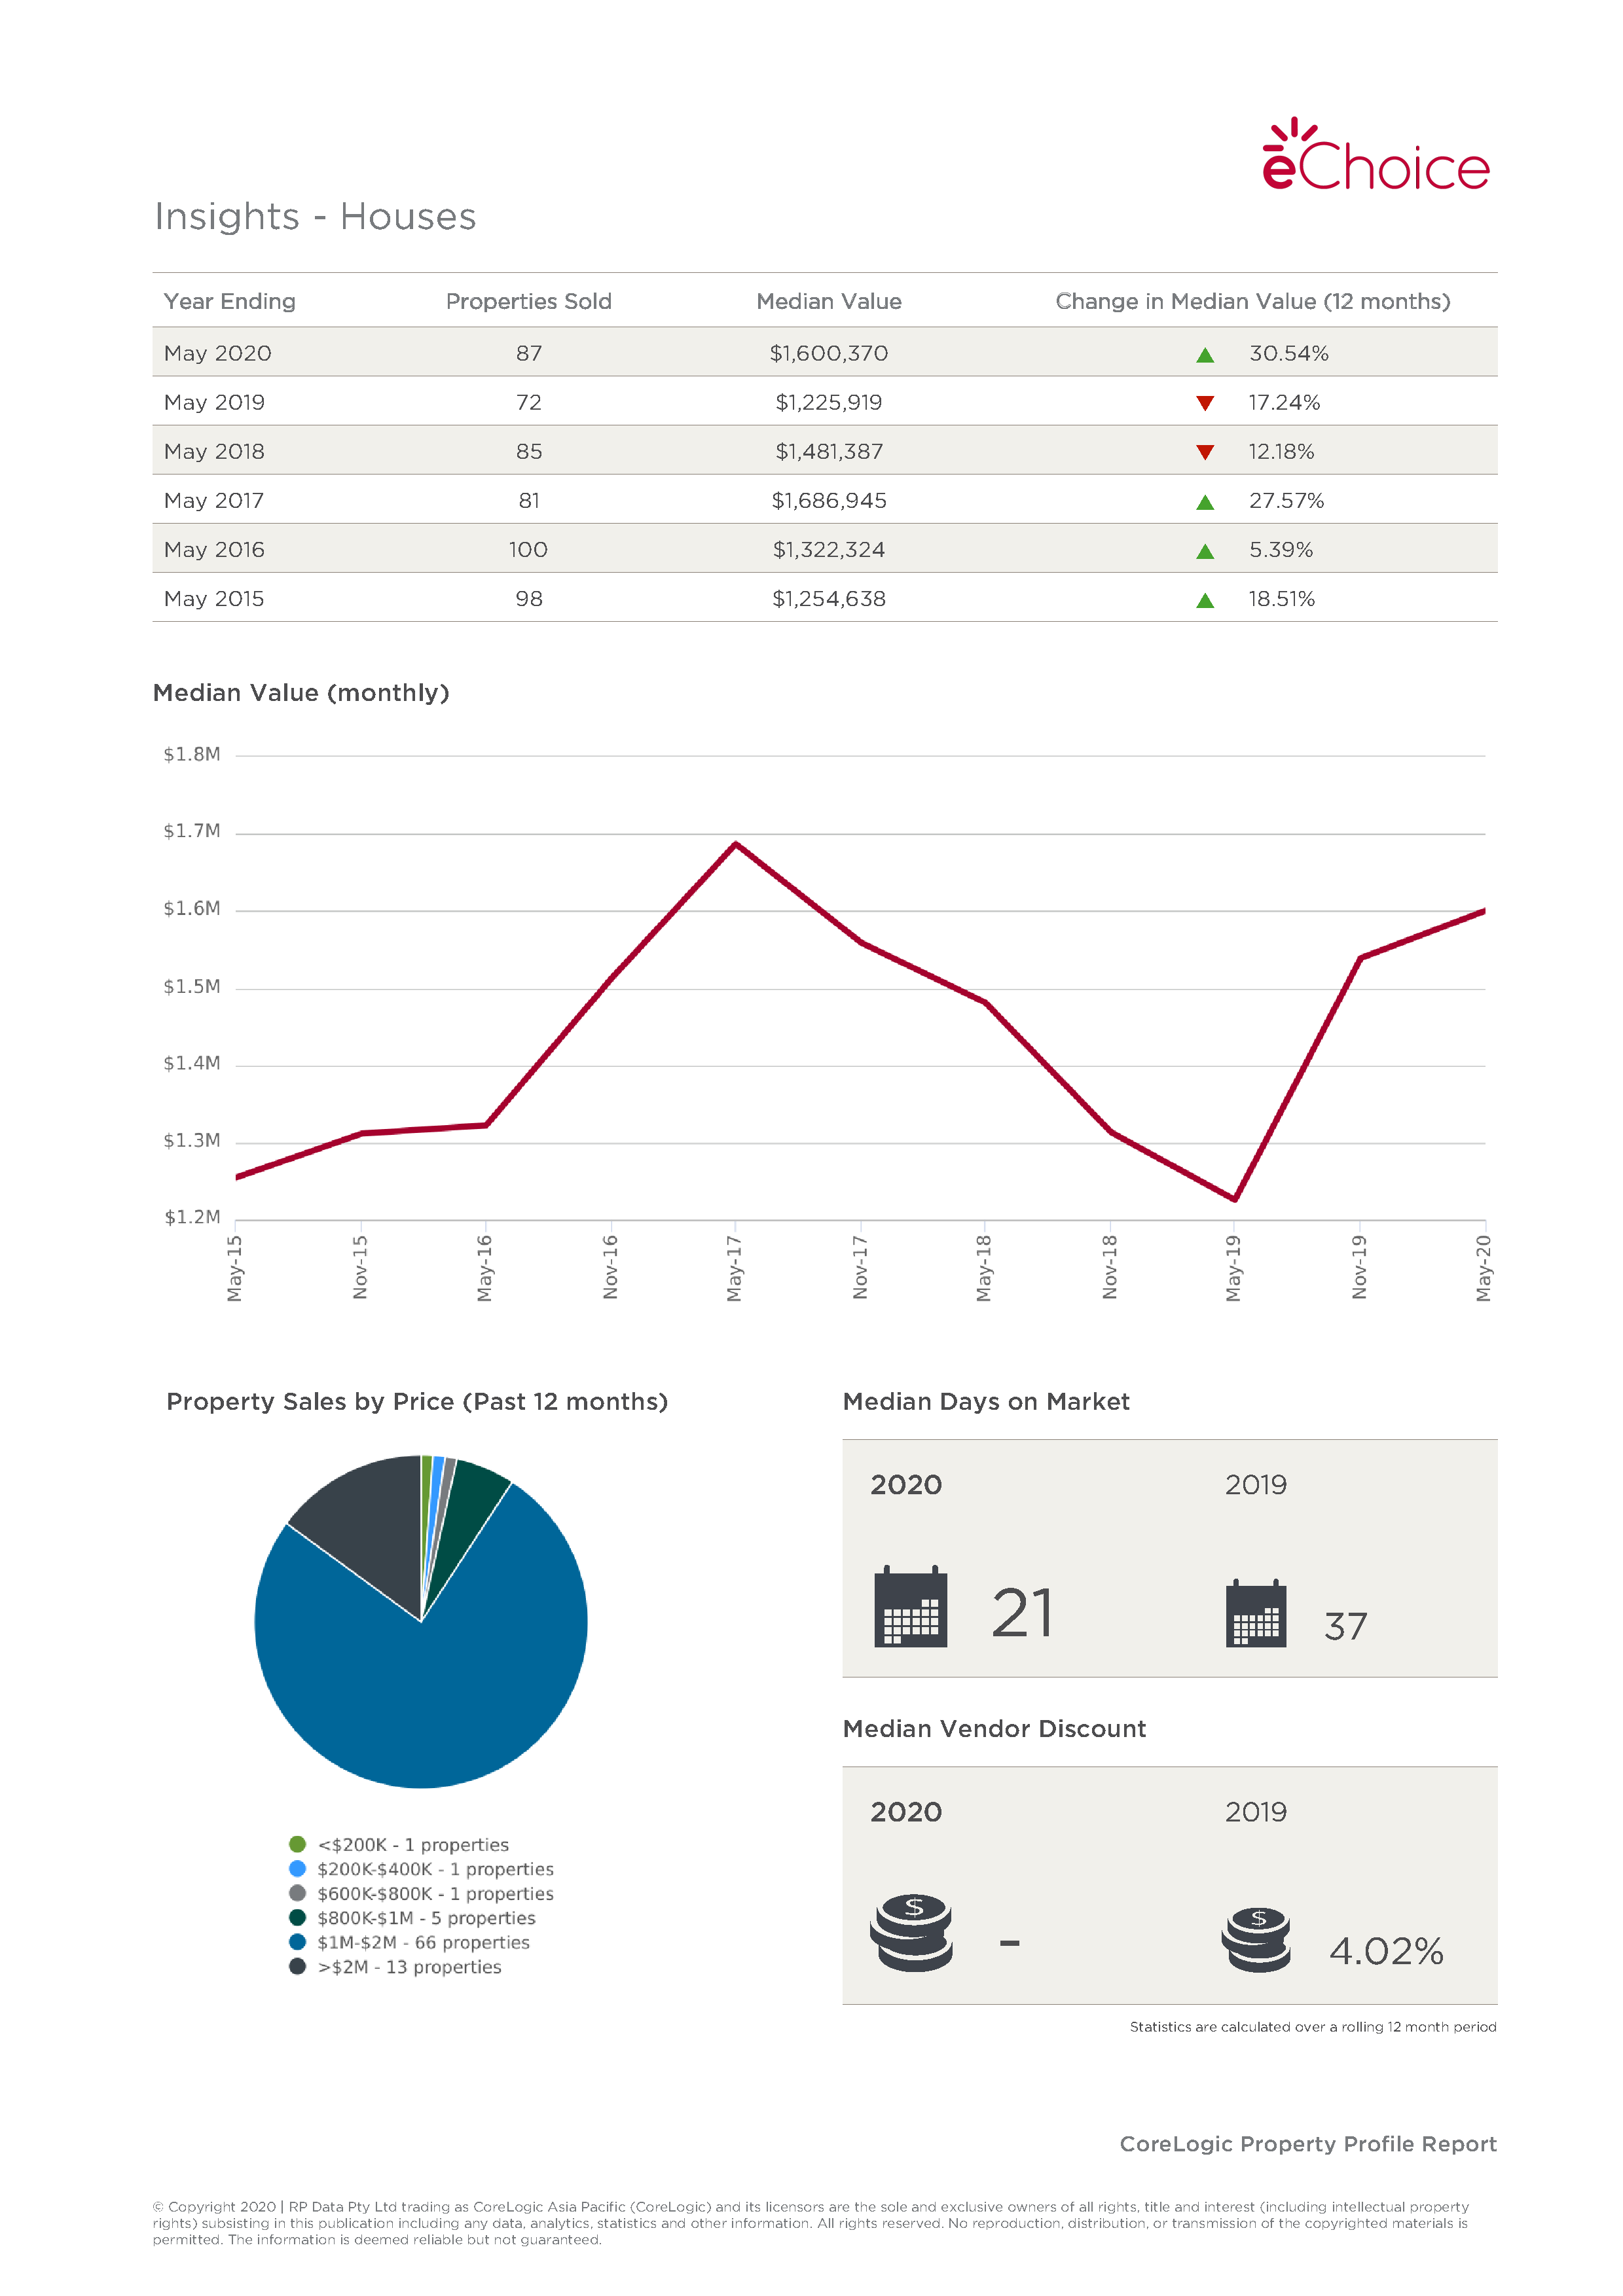 eChoice
Insights - Houses
Year Ending Properties Sold Median Value Change in Median Value (12 months)
May 2020 87 $1,600,370 ▲ 30.54%
May 2019 72 $1,225,919 ▼ 17.24%
May 2018 85 $1,481,387 ▼ 12.18%
May 2017 81 $1,686,945 ▲ 27.57%
May 2016 100 $1,322,324 ▲ 5.39%
May 2015 98 $1,254,638 ▲ 18.51%
Median Value (monthly)
$1.8M
$1.7M
$1.6M
$1.5M
$1.4M
$1.3M
$1.2M
May-15 Nov-15 May-16 Nov-16 May-17 Nov-17 May-18 Nov-18 May-19 Nov-19 May-20
Property Sales by Price (Past 12 months)
<$200K - 1 properties
$200K-$400K - 1 properties
$600K-$800K - 1 properties
$800K-$1M - 5 properties
$1M-$2M - 66 properties
>$2M - 13 properties
Median Days on Market
2020 2019
21 37
Median Vendor Discount
2020 2019
$ - $ 4.02%
Statistics are calculated over a rolling 12 month period
CoreLogic Property Profile Report
© Copyright 2020 | RP Data Pty Ltd trading as CoreLogic Asia Pacific (CoreLogic) and its licensors are the sole and exclusive owners of all rights, title and interest (including intellectual property
rights) subsisting in this publication including any data, analytics, statistics and other information. All rights reserved. No reproduction, distribution, or transmission of the copyrighted materials is
permitted. The information is deemed reliable but not guaranteed.